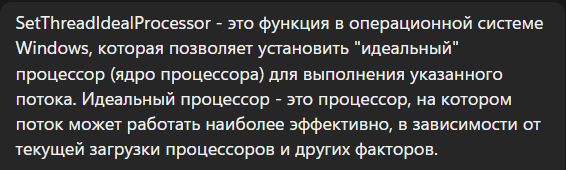 SetThreadIdealProcessor - это функция в операционной системе
Windows, которая позволяет установить "идеальный"
процессор (ядро процессора) для выполнения указанного
потока. Идеальный процессор - это процессор, на котором
поток может работать наиболее эффективно, в зависимости от
текущей загрузки процессоров и других факторов.